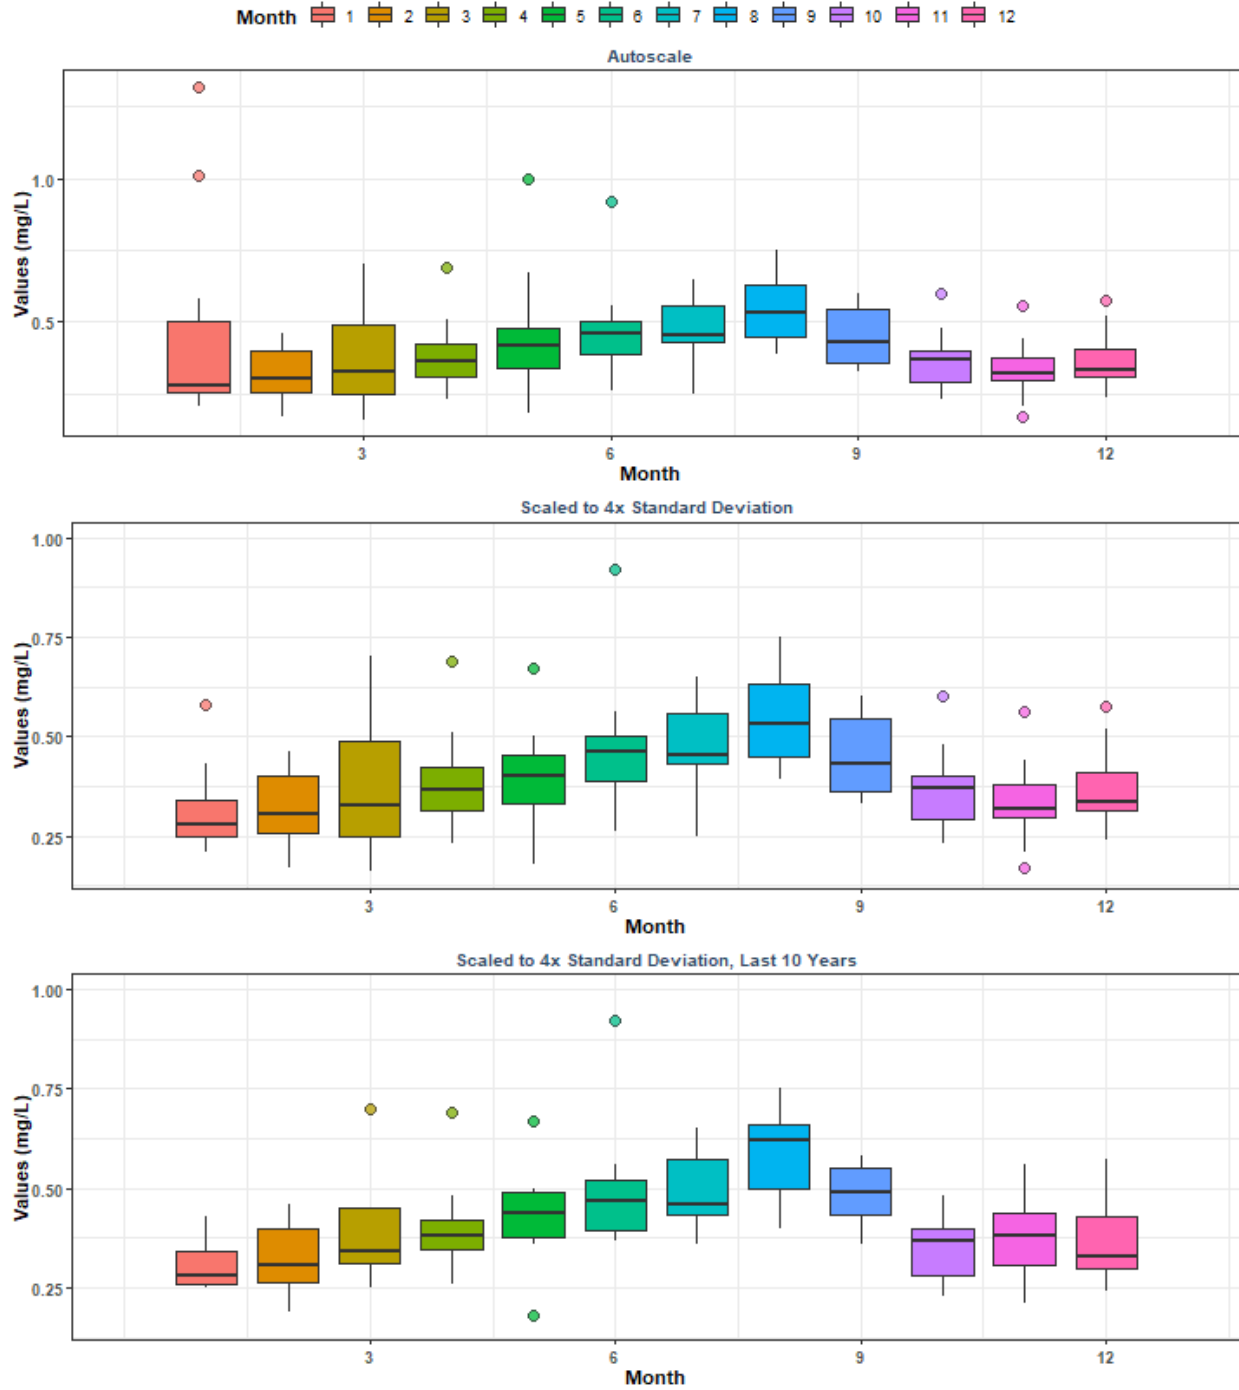 Month 1 2 3 4 5 6 7 8 9 10 11 12
Autoscale
Values (mg/L)
1.0
0.5
3 6 9 12
Month
Scaled to 4x Standard Deviation
Values (mg/L)
1.00
0.75
0.50
0.25
3 6 9 12
Month
Scaled to 4x Standard Deviation, Last 10 Years
Values (mg/L)
1.00
0.75
0.50
0.25
3 6 9 12
Month